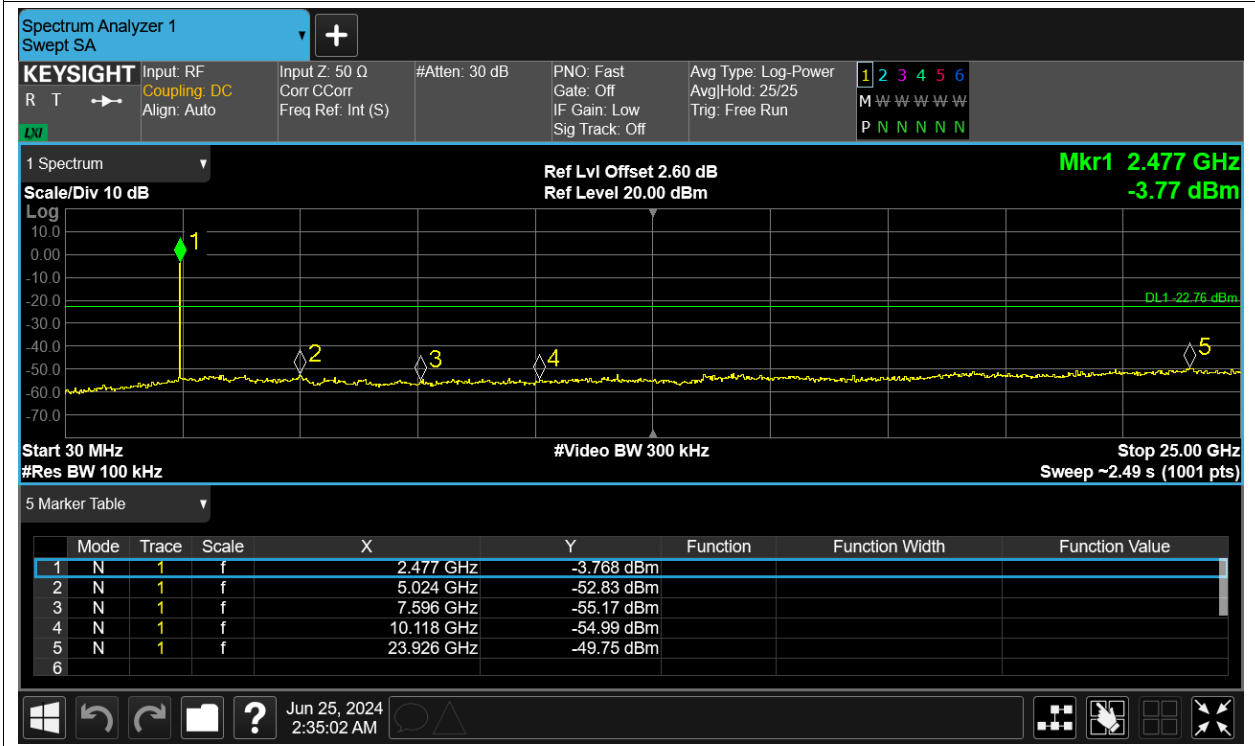 Spectrum Analyzer 1
Swept SA
+
KEYSIGHT
R T
LXI
Input: RF
Coupling: DC
Align: Auto
Input Z: 50 Ω
Corr CCorr
Freq Ref: Int (S)
#Atten: 30 dB
PNO: Fast
Gate: Off
IF Gain: Low
Sig Track: Off
Avg Type: Log-Power
Avg|Hold: 25/25
Trig: Free Run
1 2 3 4 5 6
M W W W W W
P N N N N N
1 Spectrum
Scale/Div 10 dB
Ref Lvl Offset 2.60 dB
Ref Level 20.00 dBm
Mkr1 2.477 GHz
-3.77 dBm
Log
10.0
0.00
-10.0
-20.0
-30.0
-40.0
-50.0
-60.0
-70.0
1
2
3
4
5
DL1 -22.76 dBm
Start 30 MHz
#Video BW 300 kHz
Stop 25.00 GHz
#Res BW 100 kHz
Sweep ~2.49 s (1001 pts)
5 Marker Table
Mode Trace Scale X Y Function Function Width Function Value
1 N 1 f 2.477 GHz -3.768 dBm
2 N 1 f 5.024 GHz -52.83 dBm
3 N 1 f 7.596 GHz -55.17 dBm
4 N 1 f 10.118 GHz -54.99 dBm
5 N 1 f 23.926 GHz -49.75 dBm
6
?
Jun 25, 2024
2:35:02 AM